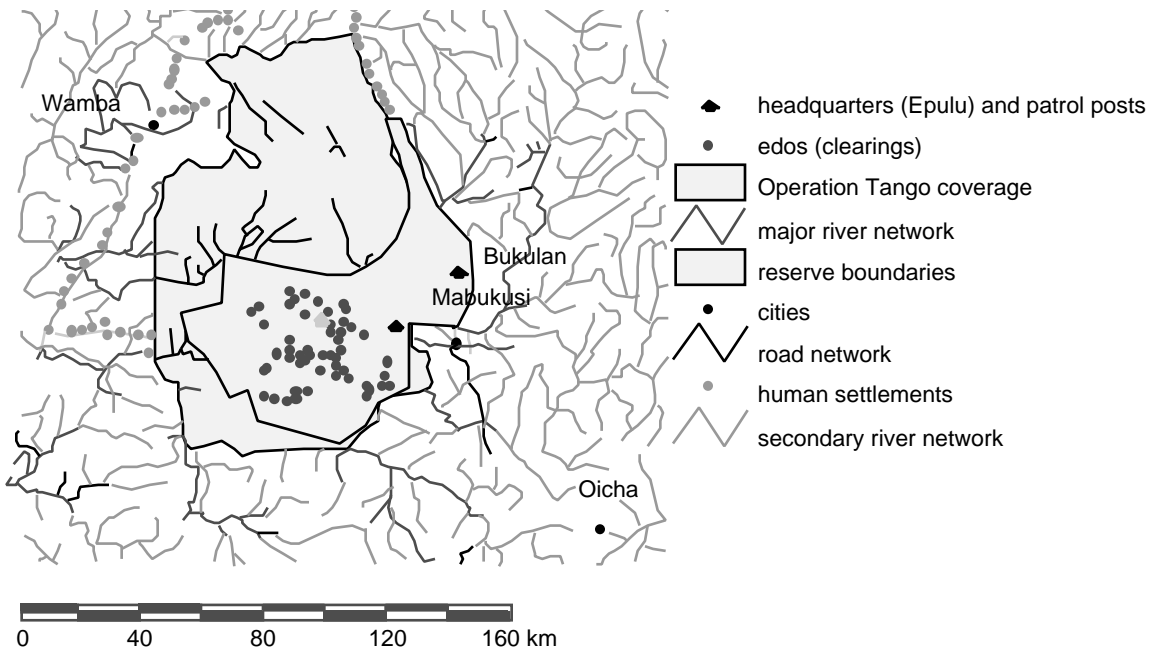 Wamba
Bukulan
Mabukusi
Oicha
headquarters (Epulu) and patrol posts
edos (clearings)
Operation Tango coverage
major river network
reserve boundaries
cities
road network
human settlements
secondary river network
0 40 80 120 160 km